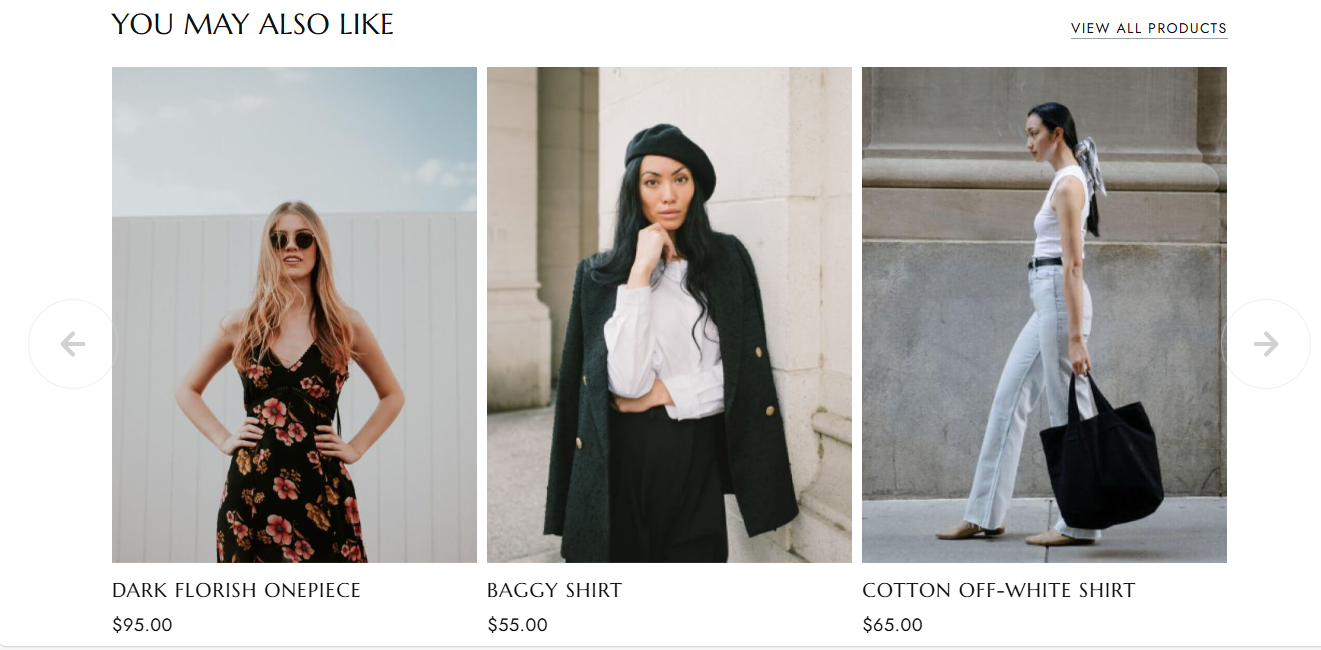 YOU MAY ALSO LIKE
VIEW ALL PRODUCTS
DARK FLORISH ONEPIECE
$95.00
BAGGY SHIRT
$55.00
COTTON OFF-WHITE SHIRT
$65.00